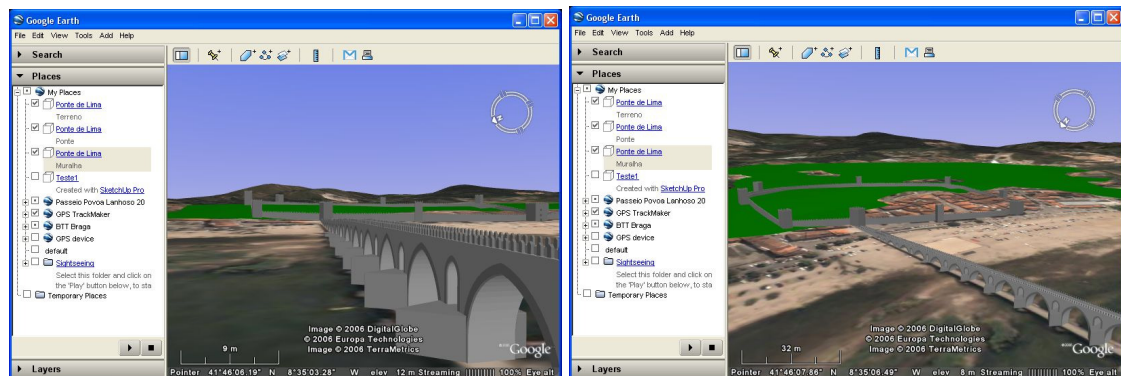 Google Earth
File Edit View Tools Add Help
Search
Places
My Places
Ponte de Lima
Terreno
Ponte de Lima
Ponte
Ponte de Lima
Muralha
Teste1
Created with SketchUp Pro
Passeio Povoa Lanhoso 20
GPS TrackMaker
BTT Braga
GPS device
default
Sightseeing
Select this folder and click on
the 'Play' button below, to sta
Temporary Places
Layers
N
Image © 2006 DigitalGlobe
© 2006 Europa Technologies
Image © 2006 TerraMetrics
9 m
Google
Pointer 41°46'06.19" N 8°35'03.28" W elev 12 m Streaming |||||||||| 100% Eye alt
Google Earth
File Edit View Tools Add Help
Search
Places
My Places
Ponte de Lima
Terreno
Ponte de Lima
Ponte
Ponte de Lima
Muralha
Teste1
Created with SketchUp Pro
Passeio Povoa Lanhoso 20
GPS TrackMaker
BTT Braga
GPS device
default
Sightseeing
Select this folder and click on
the 'Play' button below, to sta
Temporary Places
Layers
N
Image © 2006 DigitalGlobe
© 2006 Europa Technologies
Image © 2006 TerraMetrics
32 m
Google
Pointer 41°46'07.86" N 8°35'06.49" W elev 8 m Streaming |||||||||| 100% Eye alt